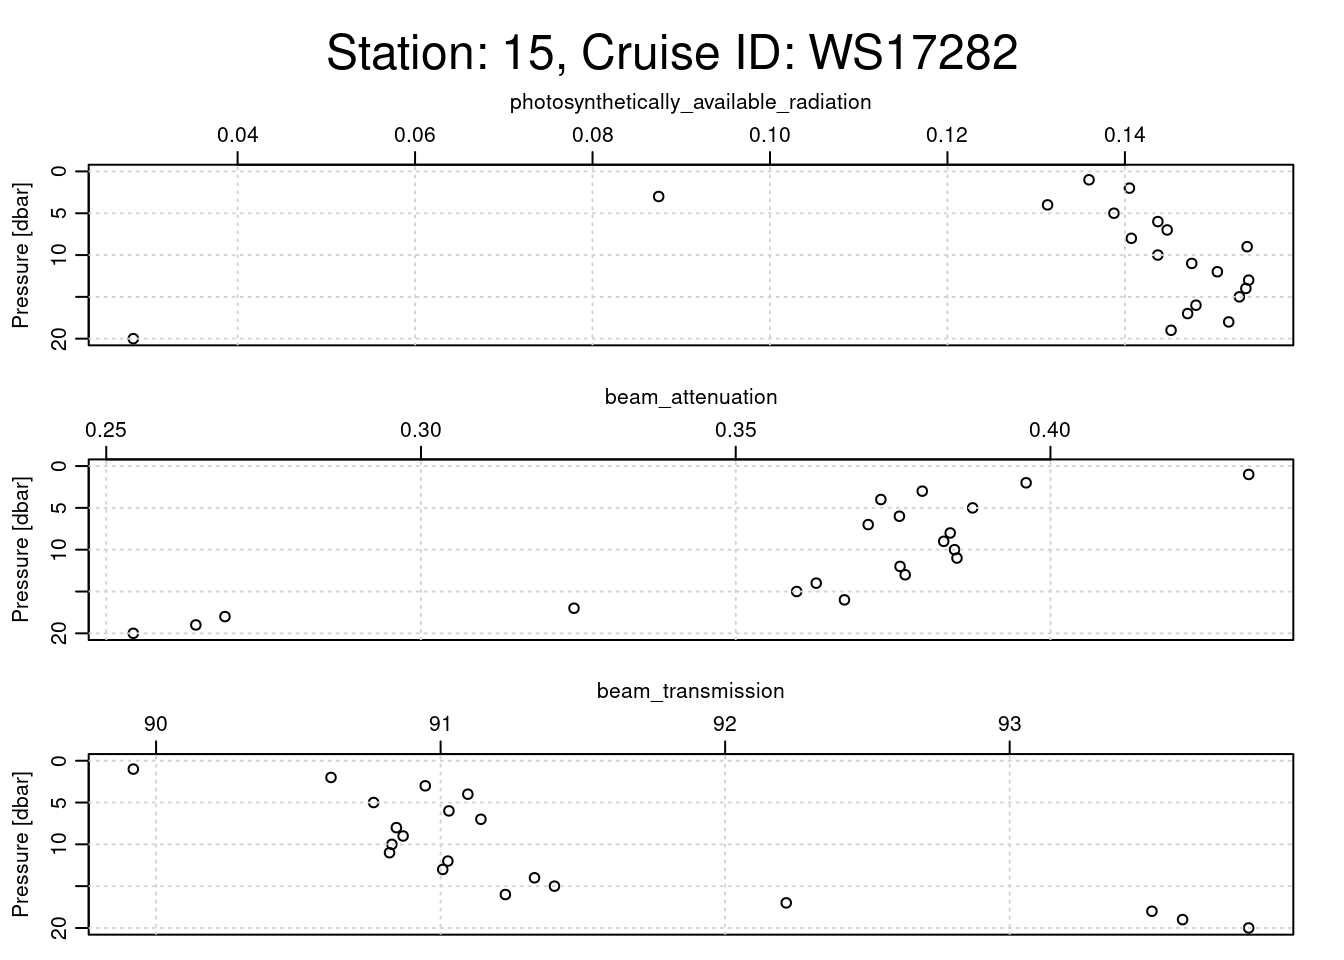 Station: 15, Cruise ID: WS17282
photosynthetically_available_radiation
0.04 0.06 0.08 0.10 0.12 0.14
Pressure [dbar]
0
5
10
20
beam_attenuation
0.25 0.30 0.35 0.40
Pressure [dbar]
0
5
10
20
beam_transmission
90 91 92 93
Pressure [dbar]
0
5
10
20